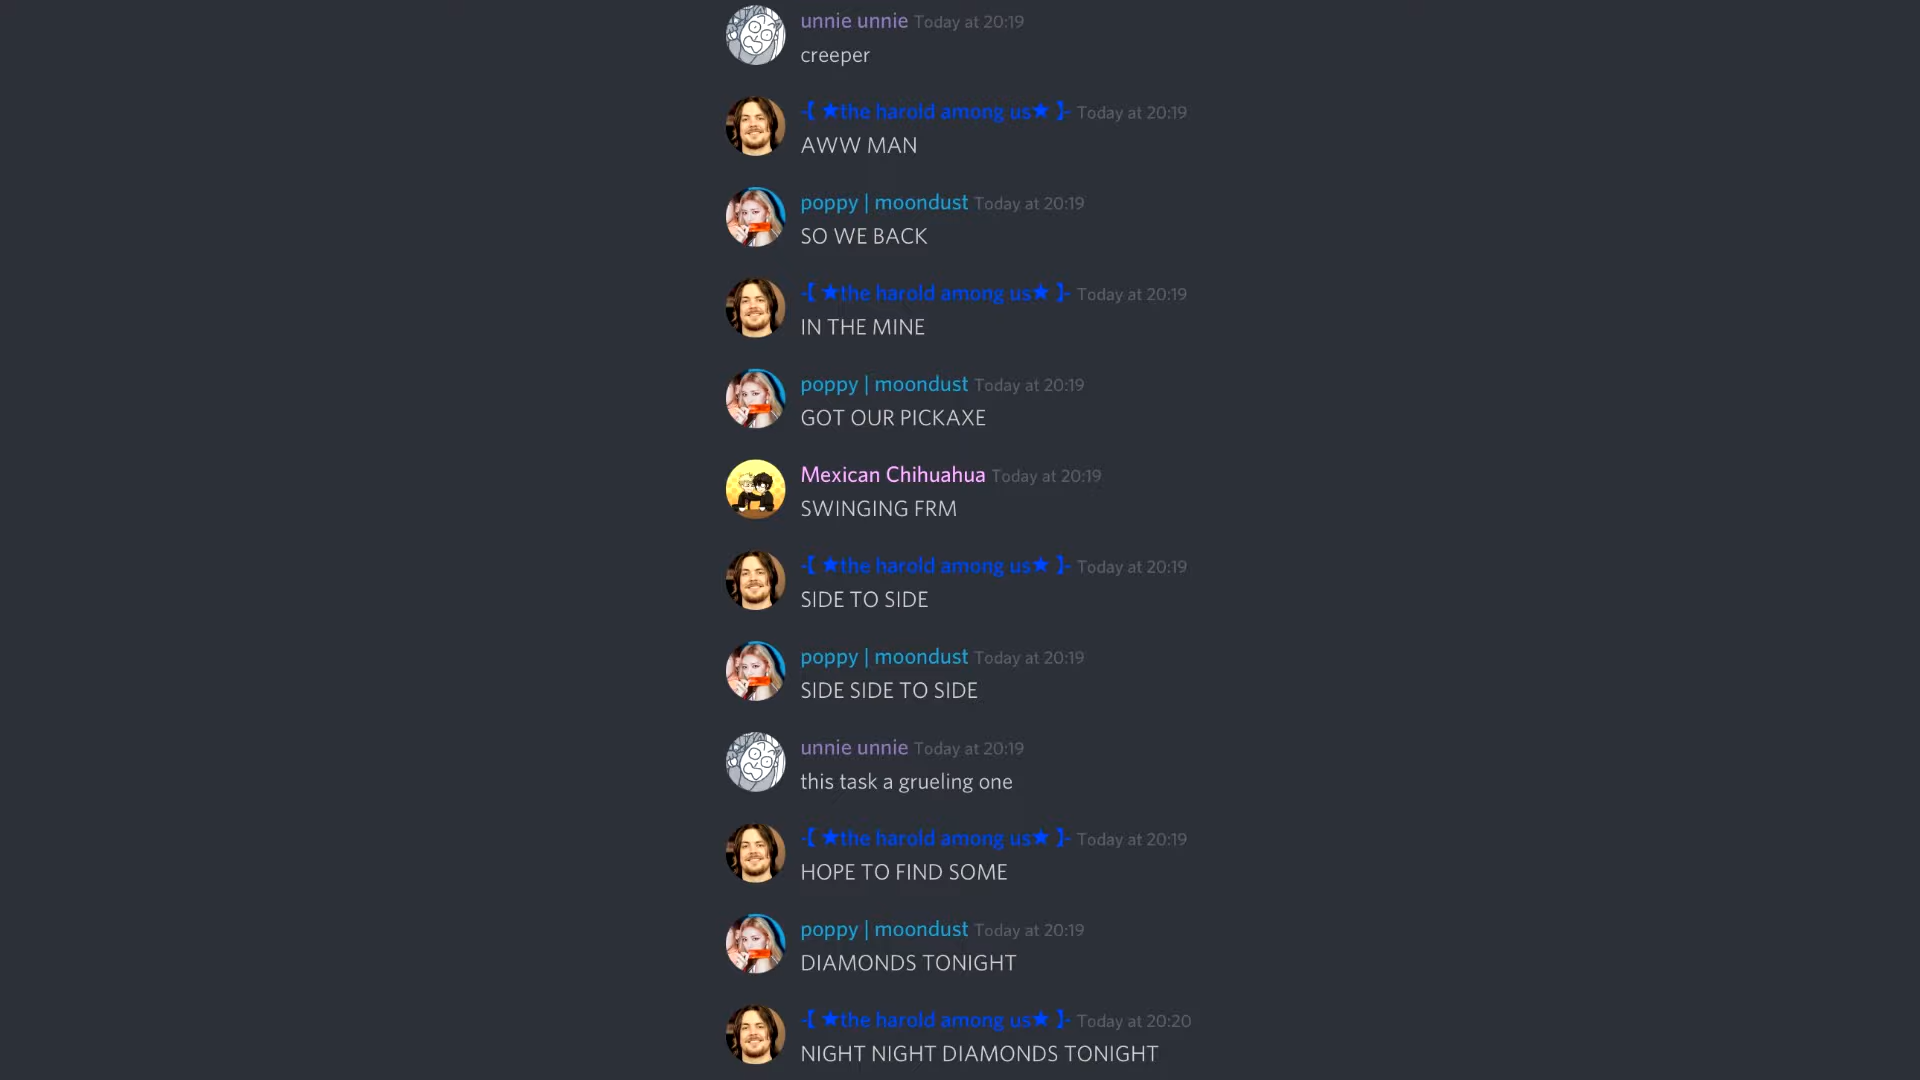 unnie unnie Today at 20:19
creeper
-【 ★the harold among us★ 】- Today at 20:19
AWW MAN
poppy | moondust Today at 20:19
SO WE BACK
-【 ★the harold among us★ 】- Today at 20:19
IN THE MINE
poppy | moondust Today at 20:19
GOT OUR PICKAXE
Mexican Chihuahua Today at 20:19
SWINGING FRM
-【 ★the harold among us★ 】- Today at 20:19
SIDE TO SIDE
poppy | moondust Today at 20:19
SIDE SIDE TO SIDE
unnie unnie Today at 20:19
this task a grueling one
-【 ★the harold among us★ 】- Today at 20:19
HOPE TO FIND SOME
poppy | moondust Today at 20:19
DIAMONDS TONIGHT
-【 ★the harold among us★ 】- Today at 20:20
NIGHT NIGHT DIAMONDS TONIGHT